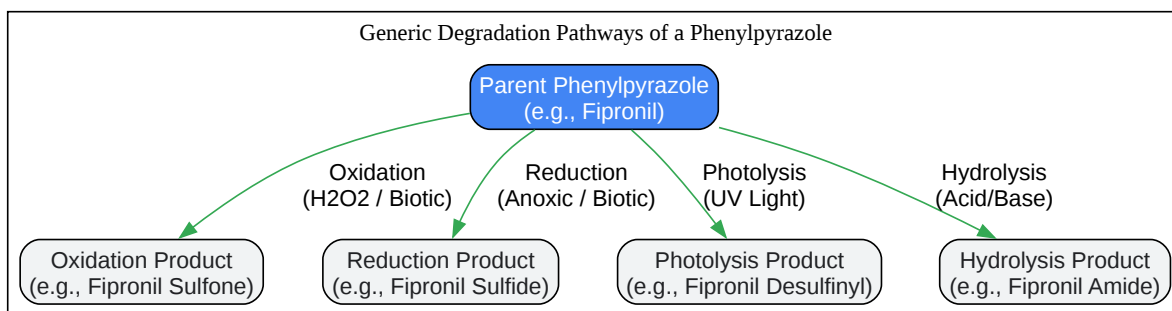 Generic Degradation Pathways of a Phenylpyrazole
Parent Phenylpyrazole
(e.g., Fipronil)
Oxidation
(H2O2 / Biotic)
Reduction
(Anoxic / Biotic)
Photolysis
(UV Light)
Hydrolysis
(Acid/Base)
Oxidation Product
(e.g., Fipronil Sulfone)
Reduction Product
(e.g., Fipronil Sulfide)
Photolysis Product
(e.g., Fipronil Desulfinyl)
Hydrolysis Product
(e.g., Fipronil Amide)